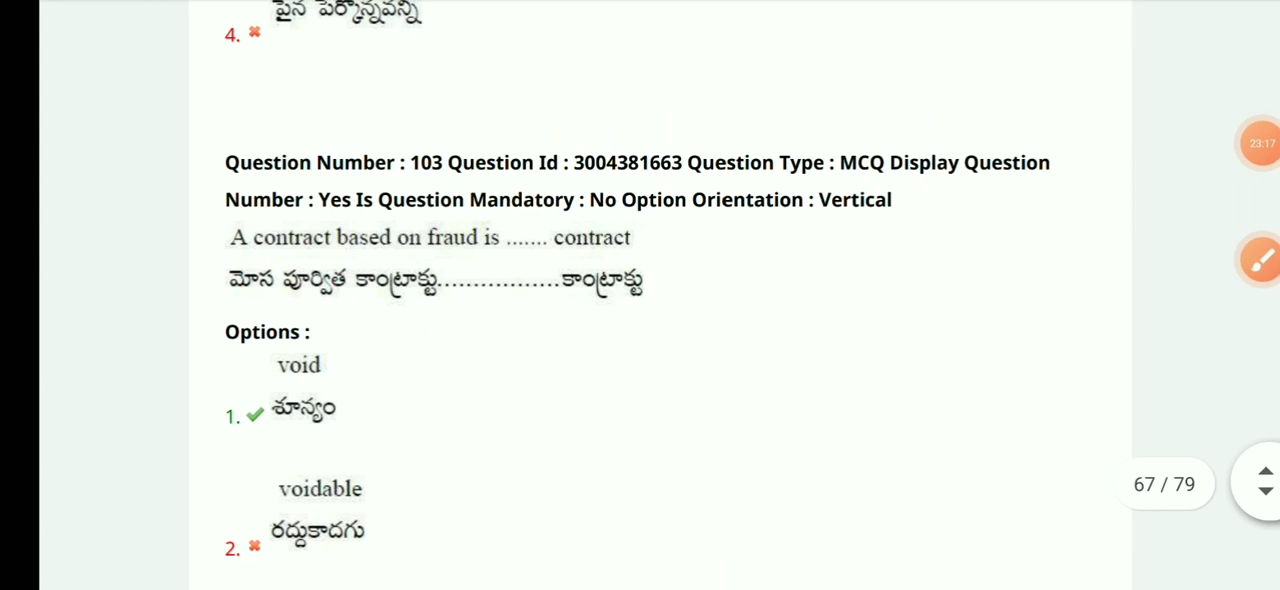 పైన పేర్కొన్నవన్నీ
4.
Question Number : 103 Question Id : 3004381663 Question Type : MCQ Display Question
Number : Yes Is Question Mandatory : No Option Orientation : Vertical
A contract based on fraud is ....... contract
మోస పూర్విత కాంట్రాక్టు.................కాంట్రాక్టు
Options :
void
1. శూన్యం
voidable
2. రద్దుకాదగు
23:17
67 / 79